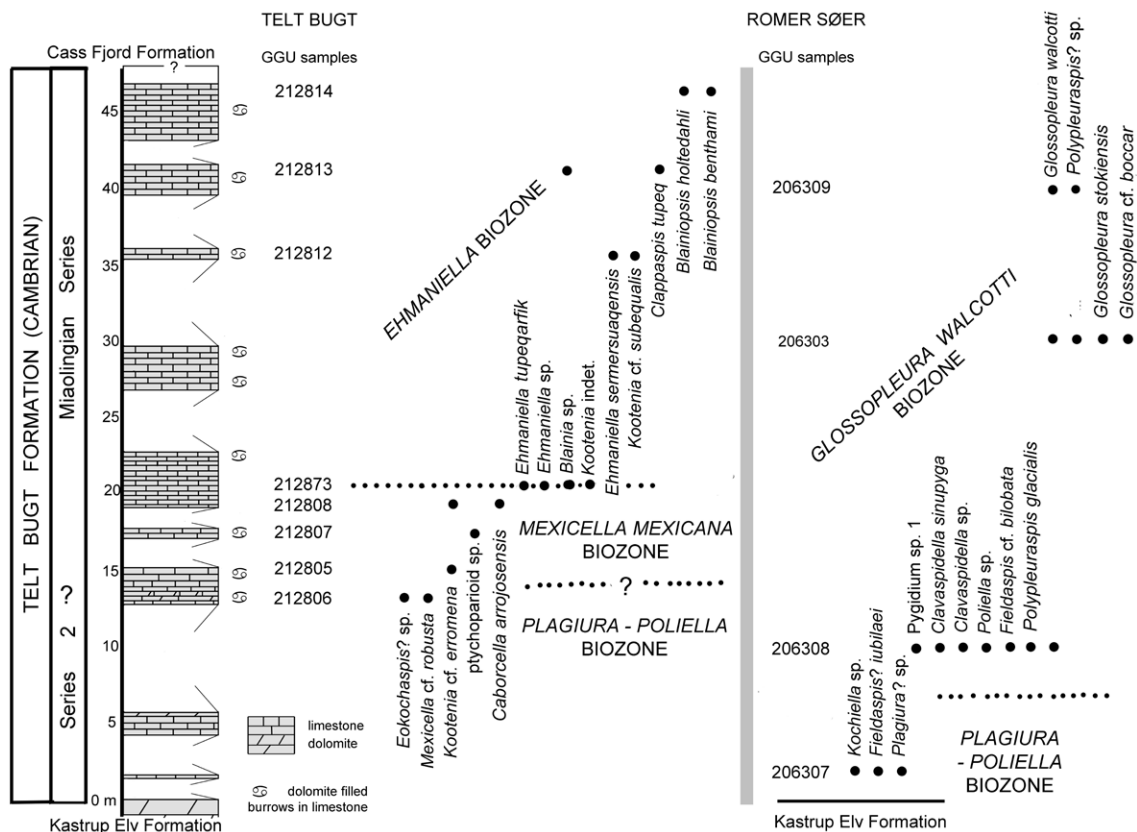 TELT BUGT
ROMER SØER
Cass Fjord Formation
GGU samples
GGU samples
?
TELT BUGT FORMATION (CAMBRIAN)
Series 2 ? Miaolingian Series
45
40
35
30
25
20
15
10
5
0 m
Kastrup Elv Formation
212814
212813
212812
212873
212808
212807
212805
212806
limestone
dolomite
dolomite filled
burrows in limestone
EHMANIELLA BIOZONE
MEXICELLA MEXICANA
BIOZONE
?
PLAGIURA - POLIELLA
BIOZONE
Eokochaspis? sp.
Mexicella cf. robusta
Kootenia cf. erromena
ptychoparioid sp.
Caborcella arrojosensis
Ehmaniella tupeqarfik
Ehmaniella sp.
Blainia sp.
Kootenia indet.
Ehmaniella sermersuaqensis
Kootenia cf. subequalis
Clappaspis tupeq
Blainiopsis holtedahli
Blainiopsis benthami
206309
206303
206308
206307
GLOSSOPLEURA WALCOTTI
BIOZONE
PLAGIURA
- POLIELLA
BIOZONE
Kochiella sp.
Fieldaspis? iubilaei
Plagiura? sp.
Pygidium sp. 1
Clavaspidella sinupyga
Clavaspidella sp.
Poliella sp.
Fieldaspis cf. bilobata
Polypleuraspis glacialis
Glossopleura walcotti
Polypleuraspis? sp.
Glossopleura stokiensis
Glossopleura cf. boccar
Kastrup Elv Formation